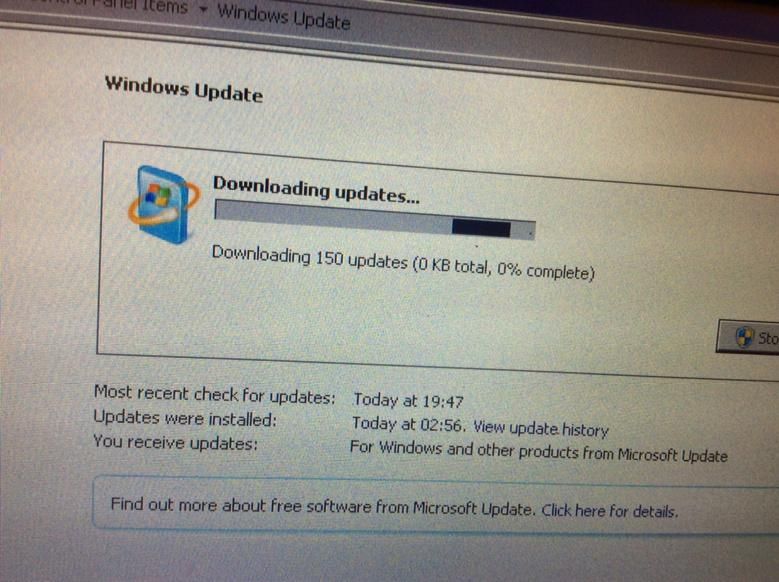 Panel Items ▾ Windows Update
Windows Update
Downloading updates...
Downloading 150 updates (0 KB total, 0% complete)
Sto
Most recent check for updates: Today at 19:47
Updates were installed: Today at 02:56. View update history
You receive updates: For Windows and other products from Microsoft Update
Find out more about free software from Microsoft Update. Click here for details.